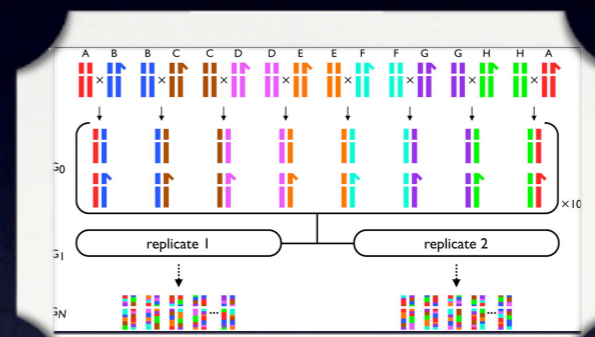 A × B B × C C × D D × E E × F F × G G × H H × A
G0
×10
G1 replicate 1 replicate 2
GN ... ...